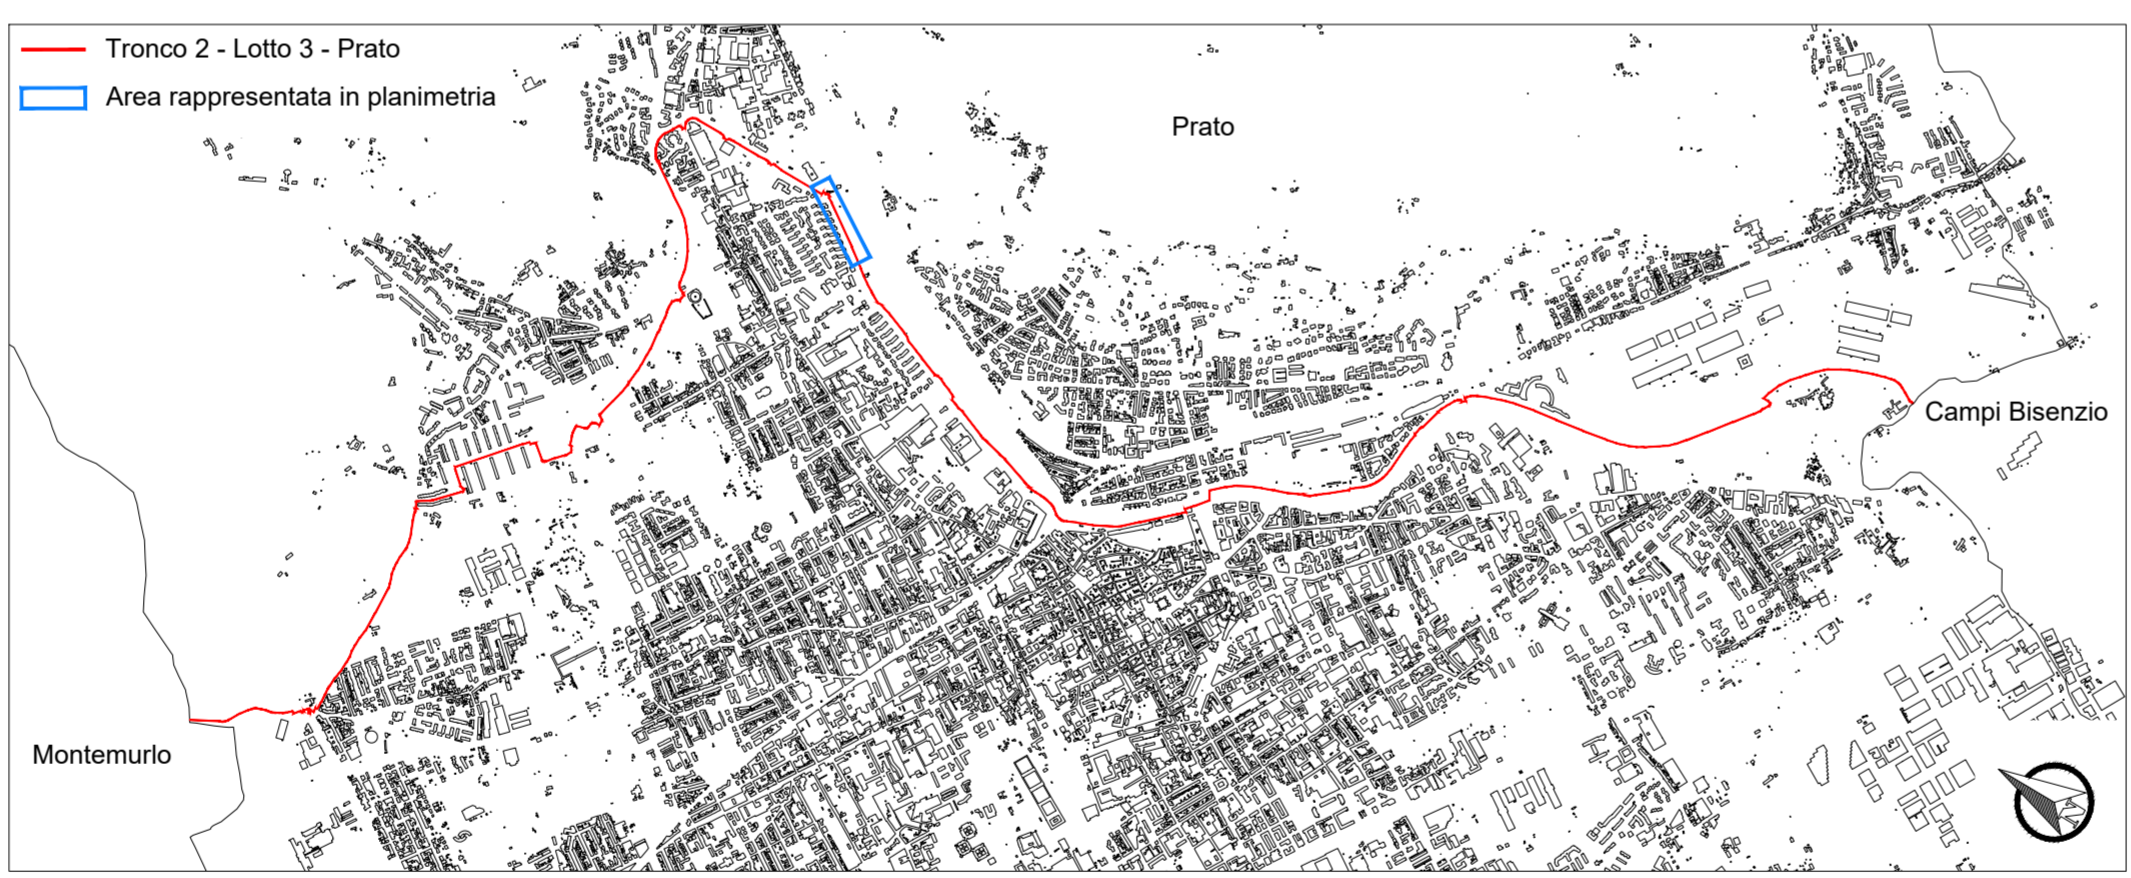 Tronco 2 - Lotto 3 - Prato
Area rappresentata in planimetria
Prato
Campi Bisenzio
Montemurlo
N